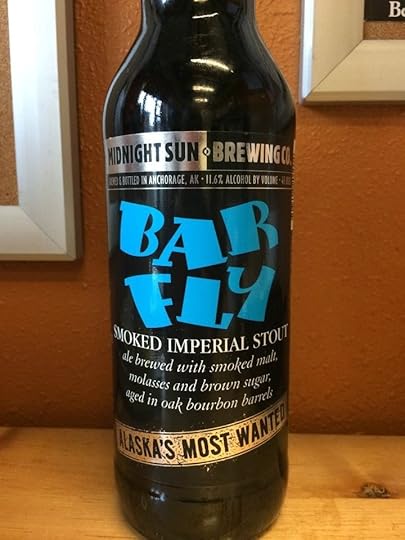 MIDNIGHT SUN BREWING CO.
& BOTTLED IN ANCHORAGE, AK • 11.6% ALCOHOL BY VOLUME •
BAR
FLY
SMOKED IMPERIAL STOUT
ale brewed with smoked malt,
molasses and brown sugar,
aged in oak bourbon barrels
ALASKA'S MOST WANTED